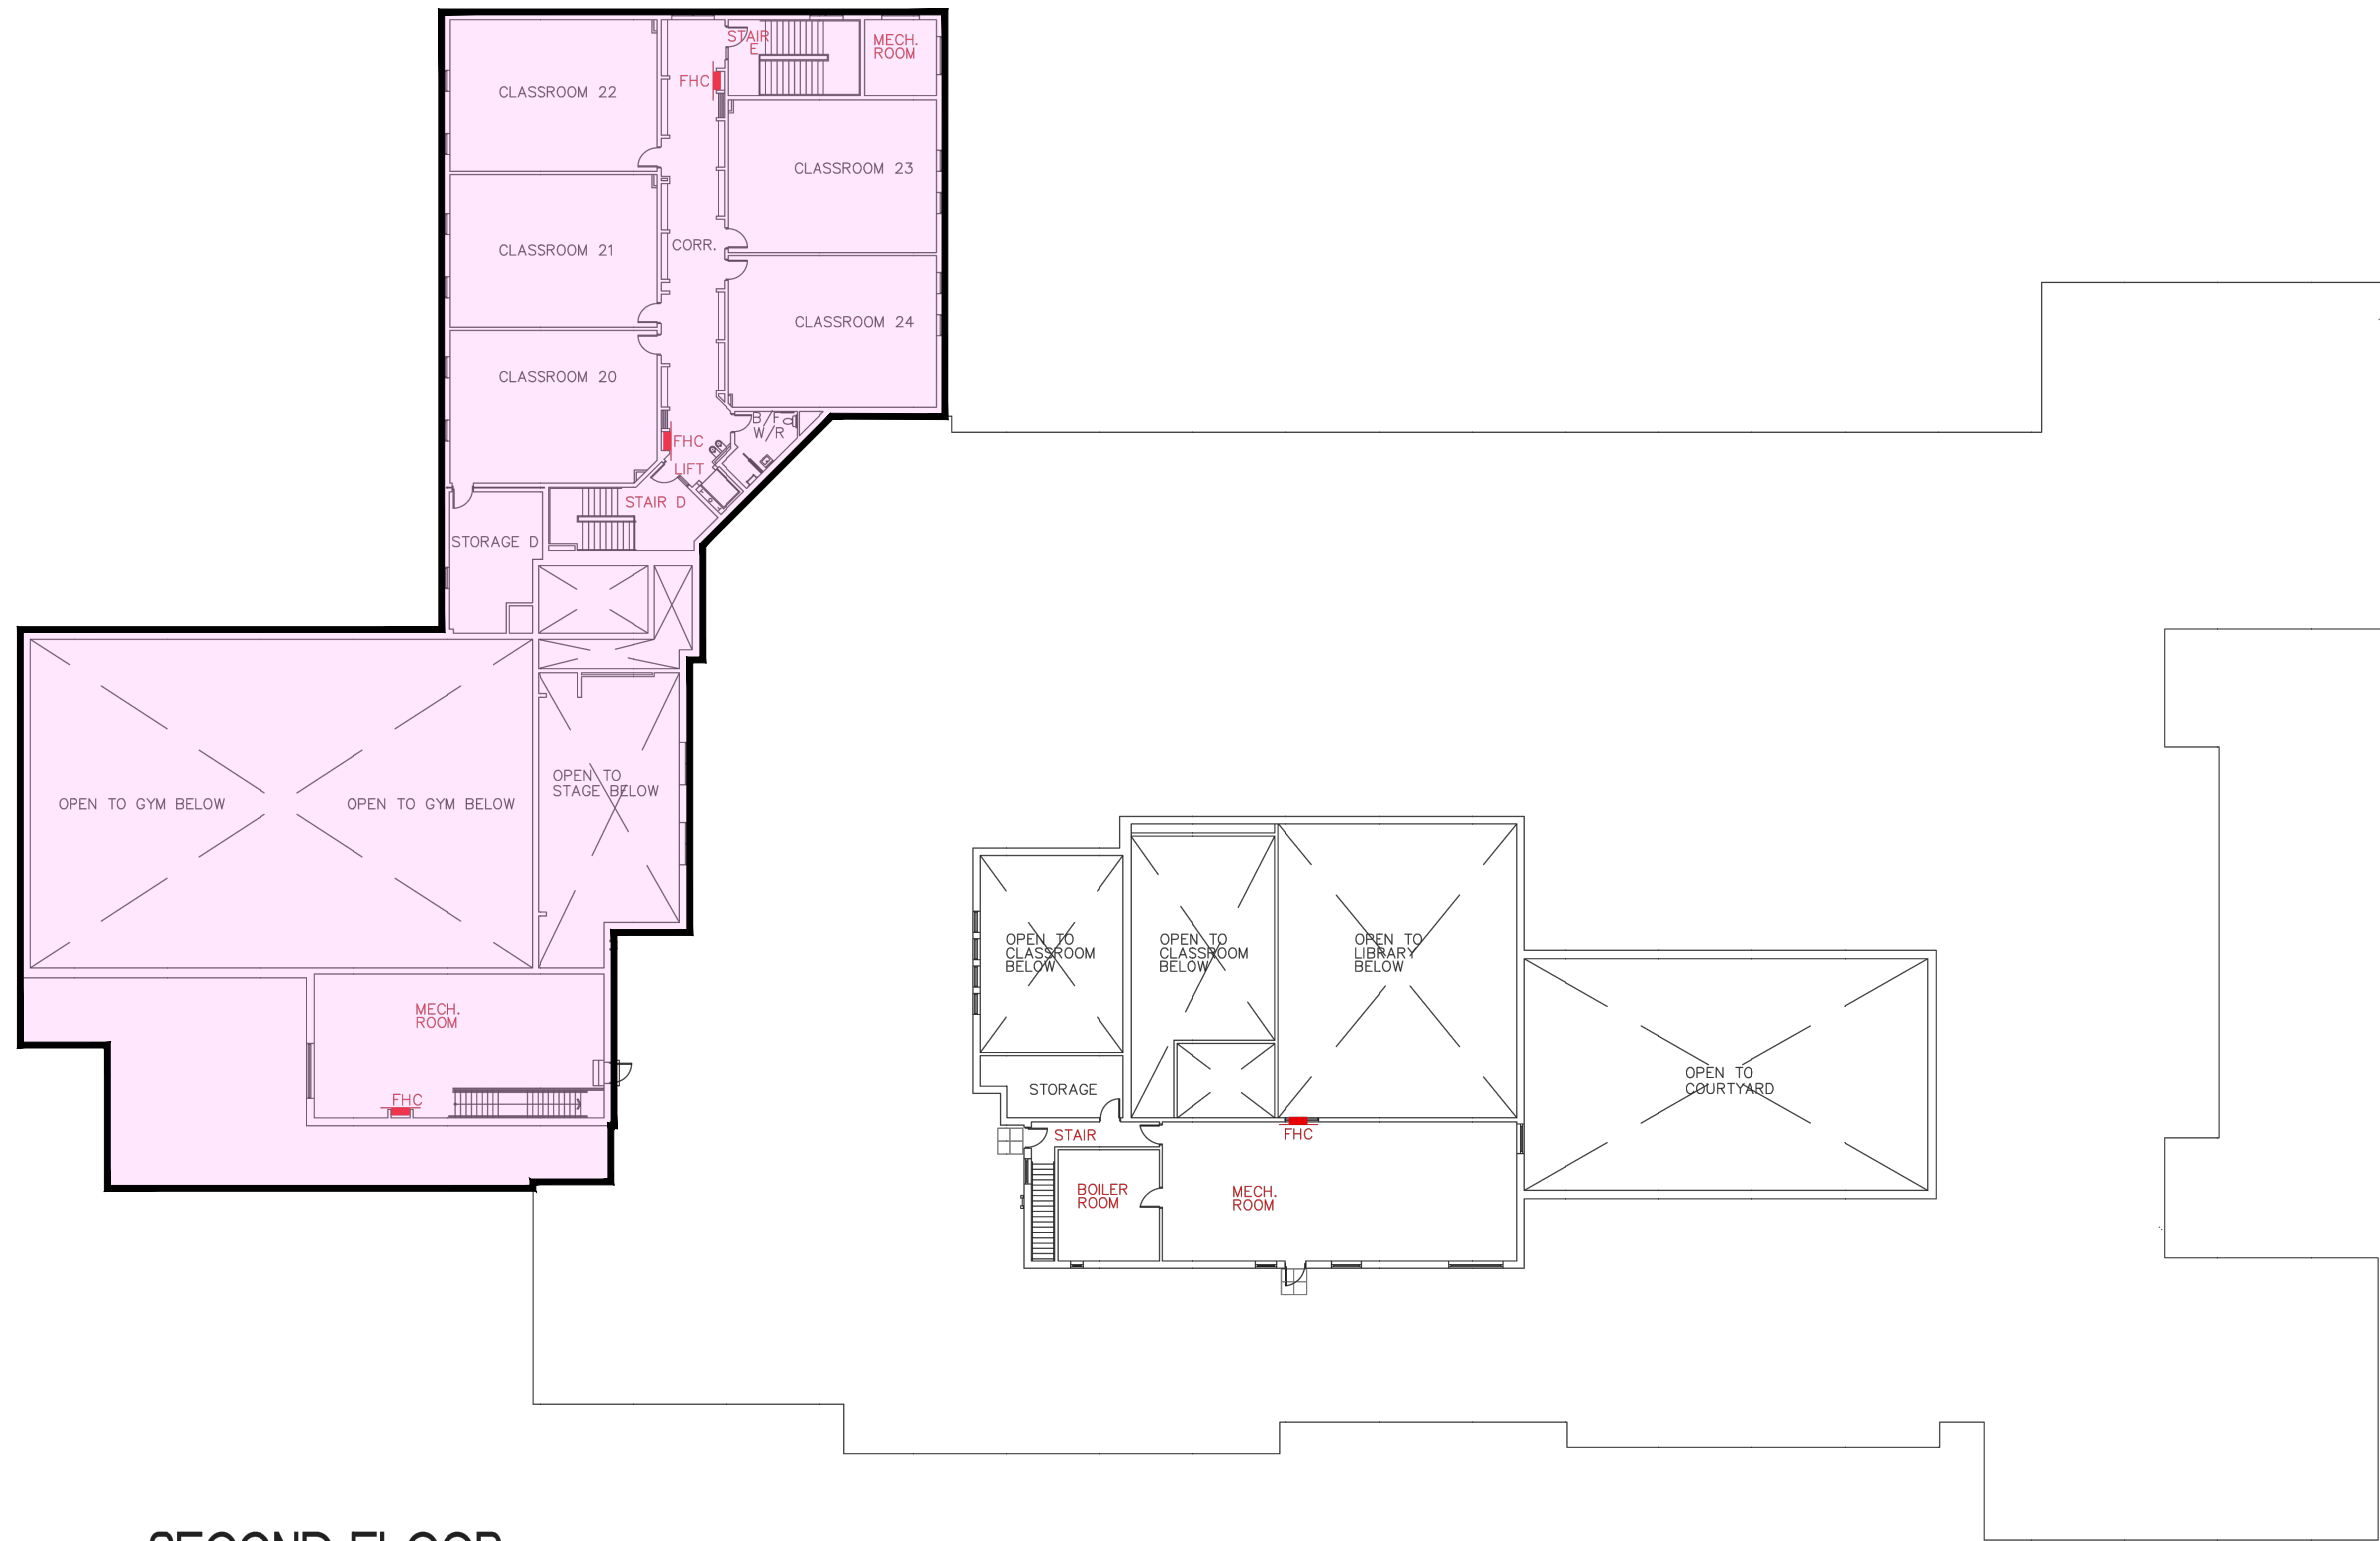 STAIR
E
MECH.
ROOM
FHC
CLASSROOM 22
CLASSROOM 23
CORR.
CLASSROOM 21
CLASSROOM 24
CLASSROOM 20
B/F
W/R
FHC
LIFT
STAIR D
STORAGE D
OPEN TO
STAGE BELOW
OPEN TO GYM BELOW
OPEN TO GYM BELOW
OPEN TO
CLASSROOM
BELOW
OPEN TO
CLASSROOM
BELOW
OPEN TO
LIBRARY
BELOW
MECH.
ROOM
OPEN TO
COURTYARD
FHC
STORAGE
STAIR
FHC
BOILER
ROOM
MECH.
ROOM
SECOND FLOOR